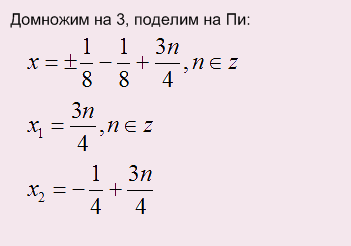 Домножим на 3, поделим на Пи:
x = ± 1/8 − 1/8 + 3n/4, n ∈ z
x₁ = 3n/4, n ∈ z
x₂ = − 1/4 + 3n/4